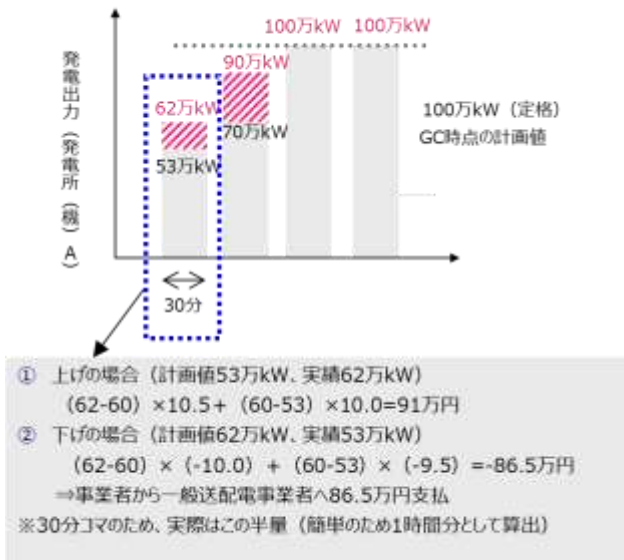 100万kW
100万kW
90万kW
62万kW
70万kW
53万kW
発電出力（発電所（機）A）
100万kW（定格）
GC時点の計画値
30分
① 上げの場合（計画値53万kW、実績62万kW）
（62-60）×10.5＋（60-53）×10.0=91万円
② 下げの場合（計画値62万kW、実績53万kW）
（62-60）×（-10.0）＋（60-53）×（-9.5）=-86.5万円
⇒事業者から一般送配電事業者へ86.5万円支払
※30分コマのため、実際はこの半量（簡単のため1時間分として算出）